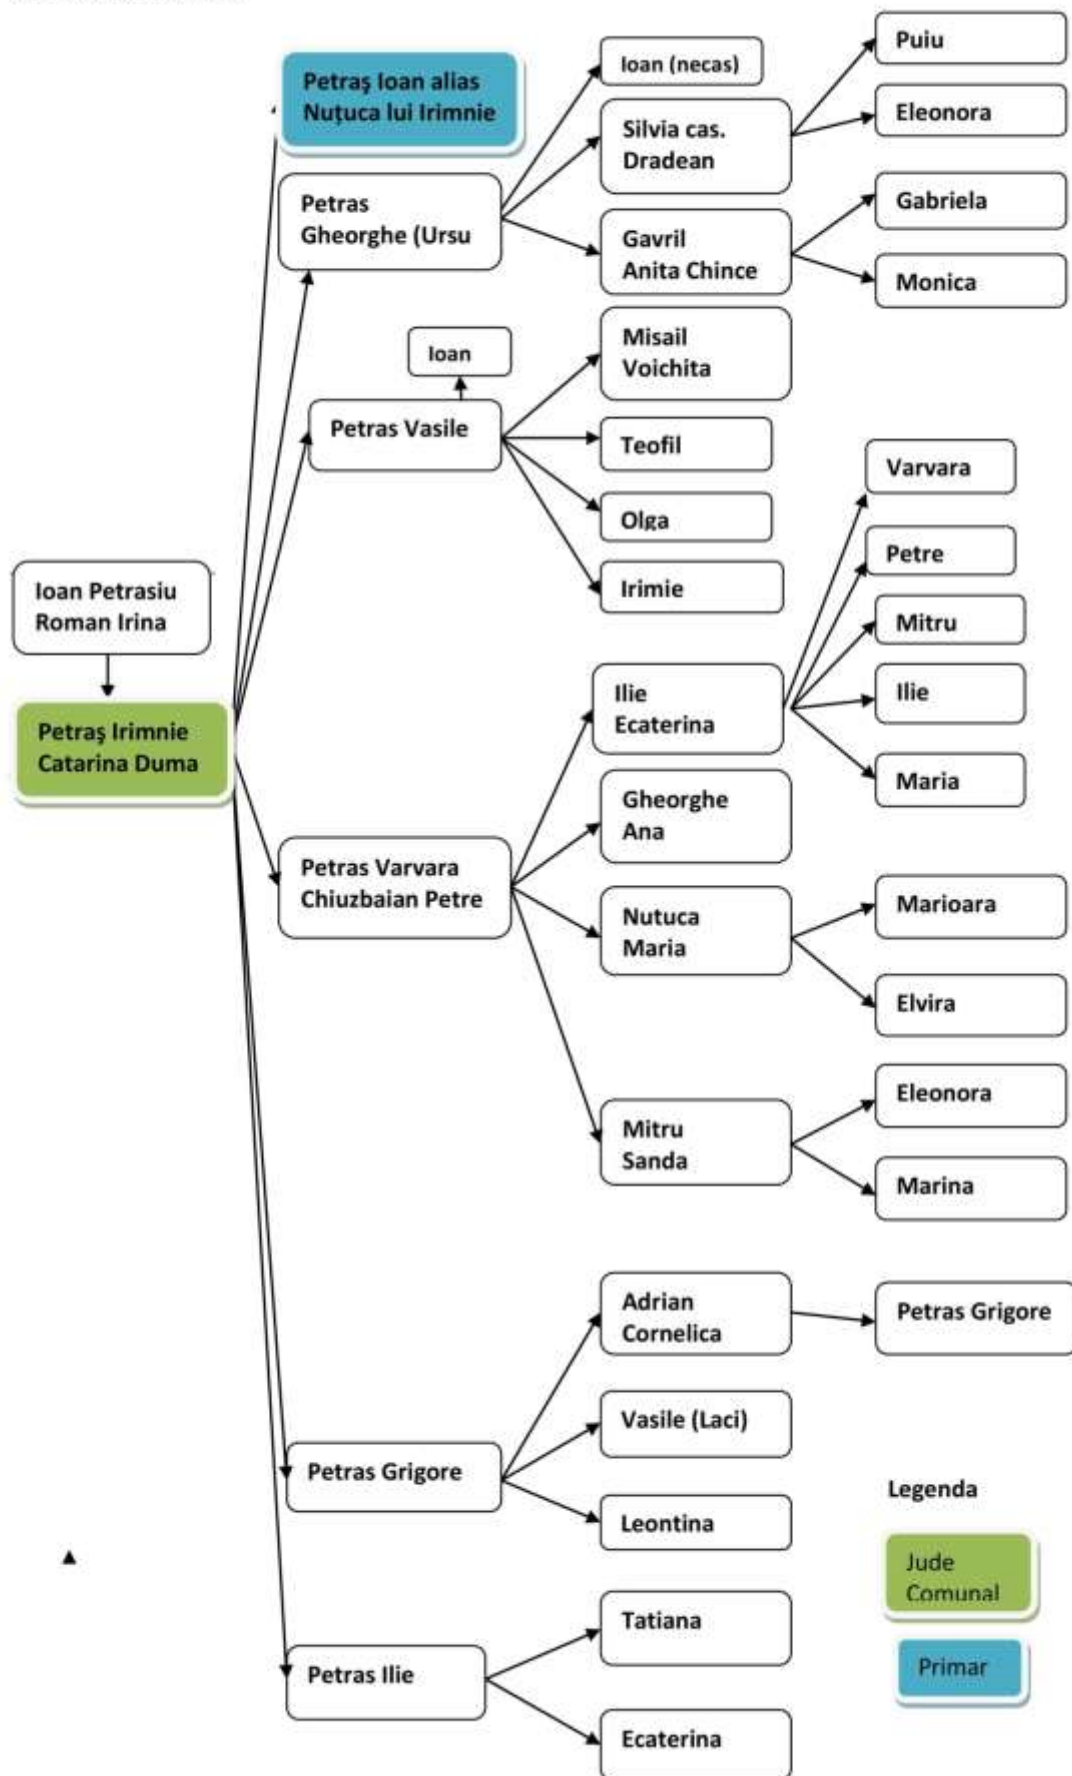 Petraş Ioan alias
Nuţuca lui Irimnie
Petras
Gheorghe (Ursu
Ioan (necas)
Silvia cas.
Dradean
Gavril
Anita Chince
Puiu
Eleonora
Gabriela
Monica
Ioan
Petras Vasile
Misail
Voichita
Teofil
Olga
Irimie
Ioan Petrasiu
Roman Irina
Petraş Irimnie
Catarina Duma
Petras Varvara
Chiuzbaian Petre
Ilie
Ecaterina
Gheorghe
Ana
Nutuca
Maria
Mitru
Sanda
Varvara
Petre
Mitru
Ilie
Maria
Marioara
Elvira
Eleonora
Marina
Petras Grigore
Adrian
Cornelica
Vasile (Laci)
Leontina
Petras Grigore
Petras Ilie
Tatiana
Ecaterina
Legenda
Jude
Comunal
Primar